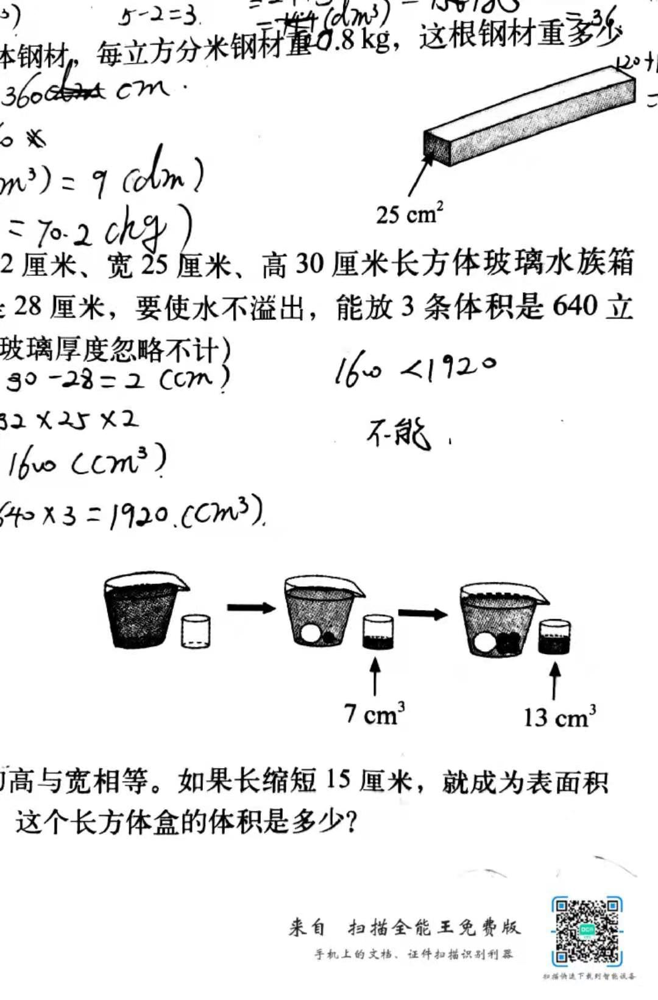 5-2=3.
(dm³)
=36
体钢材，每立方分米钢材重0.8 kg，这根钢材重多少
120+1
360 cm.
m³) = 9 (dm)
= 70.2 (kg)
25 cm²
2 厘米、宽 25 厘米、高 30 厘米长方体玻璃水族箱
28 厘米，要使水不溢出，能放 3 条体积是 640 立
玻璃厚度忽略不计）
30-28=2 (cm)
1600 <1920
32×25×2
不能.
1600 (cm³)
640×3=1920.(cm³).
7 cm³
13 cm³
高与宽相等。如果长缩短 15 厘米，就成为表面积
这个长方体盒的体积是多少？
来自 扫描全能王免费版
手机上的文档、证件扫描识别利器
扫描快速下载到智能设备